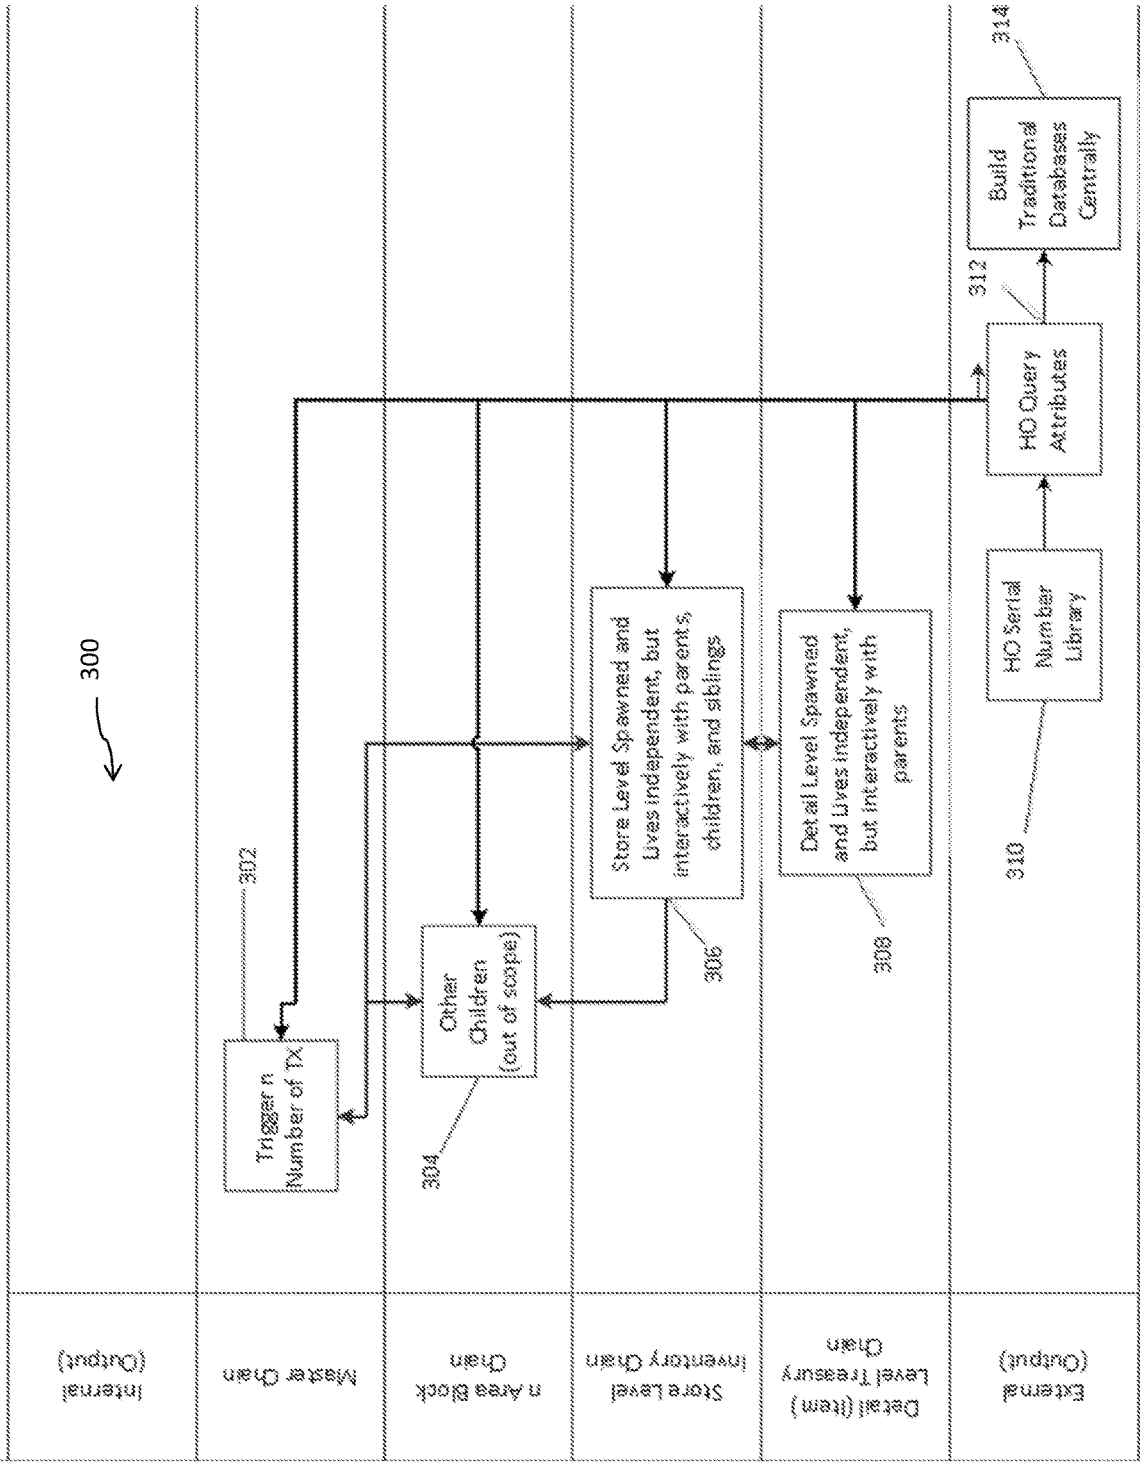 300
Internal
(Output)
Master Chain
302
Trigger n
Number of TX
n Area Block
Chain
304
Other
Children
(out of scope)
Store Level
Inventory Chain
306
Store Level Spawned and
Lives independent, but
interactively with parents,
children, and siblings
Detail (Item)
Level Treasury
Chain
308
Detail Level Spawned
and Lives independent,
but interactively with
parents
External
(Output)
310
HO Serial
Number
Library
312
HO Query
Attributes
314
Build
Traditional
Databases
Centrally